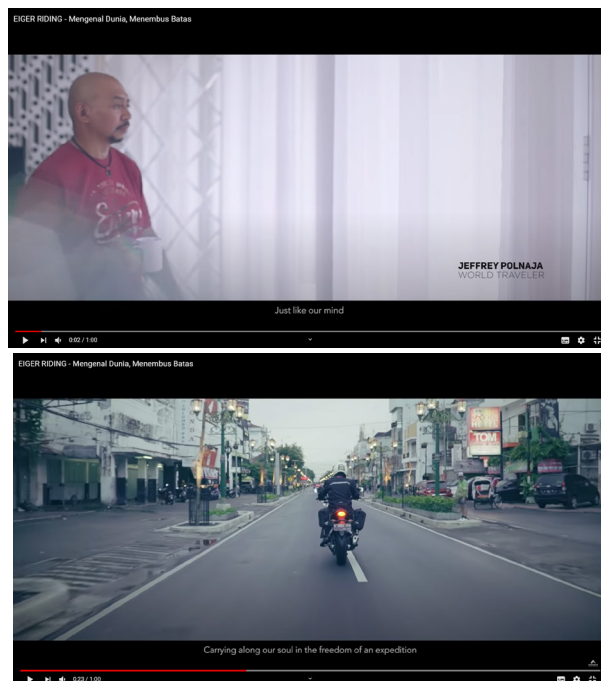 EIGER RIDING - Mengenal Dunia, Menembus Batas
JEFFREY POLNAJA
WORLD TRAVELER
Just like our mind
0:02 / 1:00
EIGER RIDING - Mengenal Dunia, Menembus Batas
TOM
Carrying along our soul in the freedom of an expedition
0:23 / 1:00